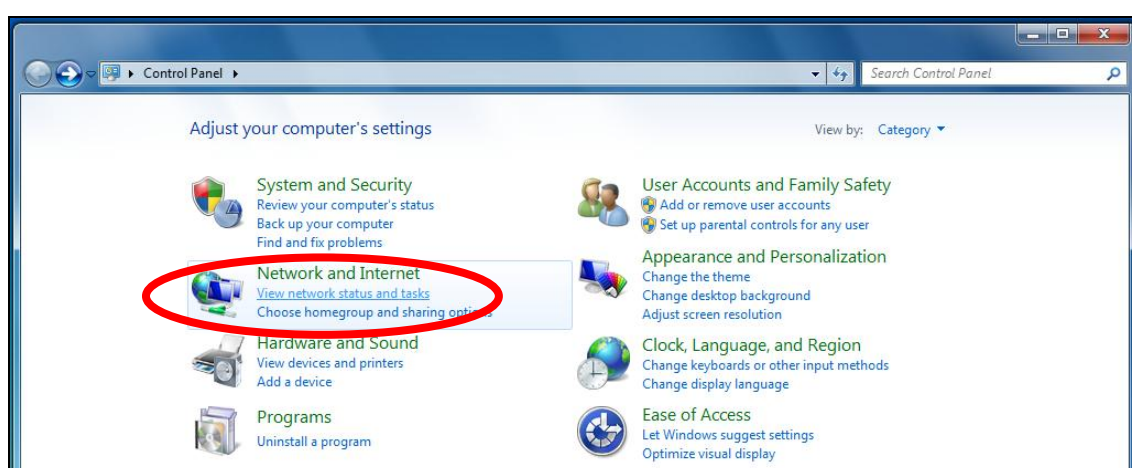 Control Panel
Search Control Panel
Adjust your computer's settings
View by: Category
System and Security
Review your computer's status
Back up your computer
Find and fix problems
Network and Internet
View network status and tasks
Choose homegroup and sharing options
Hardware and Sound
View devices and printers
Add a device
Programs
Uninstall a program
User Accounts and Family Safety
Add or remove user accounts
Set up parental controls for any user
Appearance and Personalization
Change the theme
Change desktop background
Adjust screen resolution
Clock, Language, and Region
Change keyboards or other input methods
Change display language
Ease of Access
Let Windows suggest settings
Optimize visual display